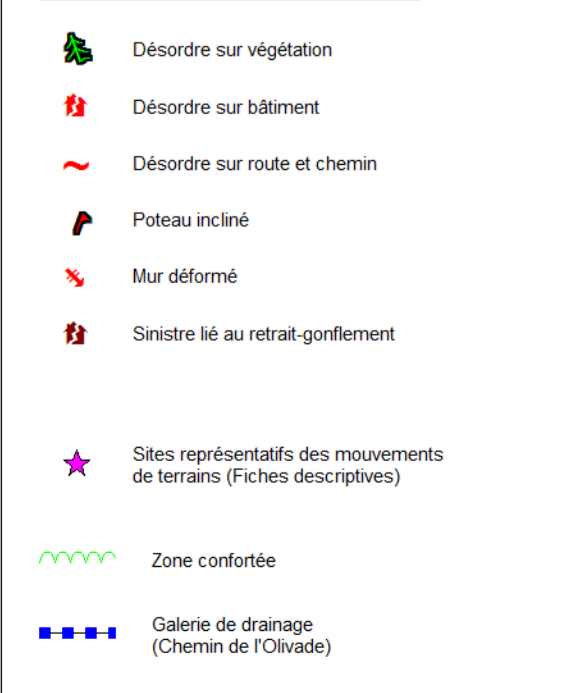 Désordre sur végétation
Désordre sur bâtiment
Désordre sur route et chemin
Poteau incliné
Mur déformé
Sinistre lié au retrait-gonflement
Sites représentatifs des mouvements
de terrains (Fiches descriptives)
Zone confortée
Galerie de drainage
(Chemin de l'Olivade)